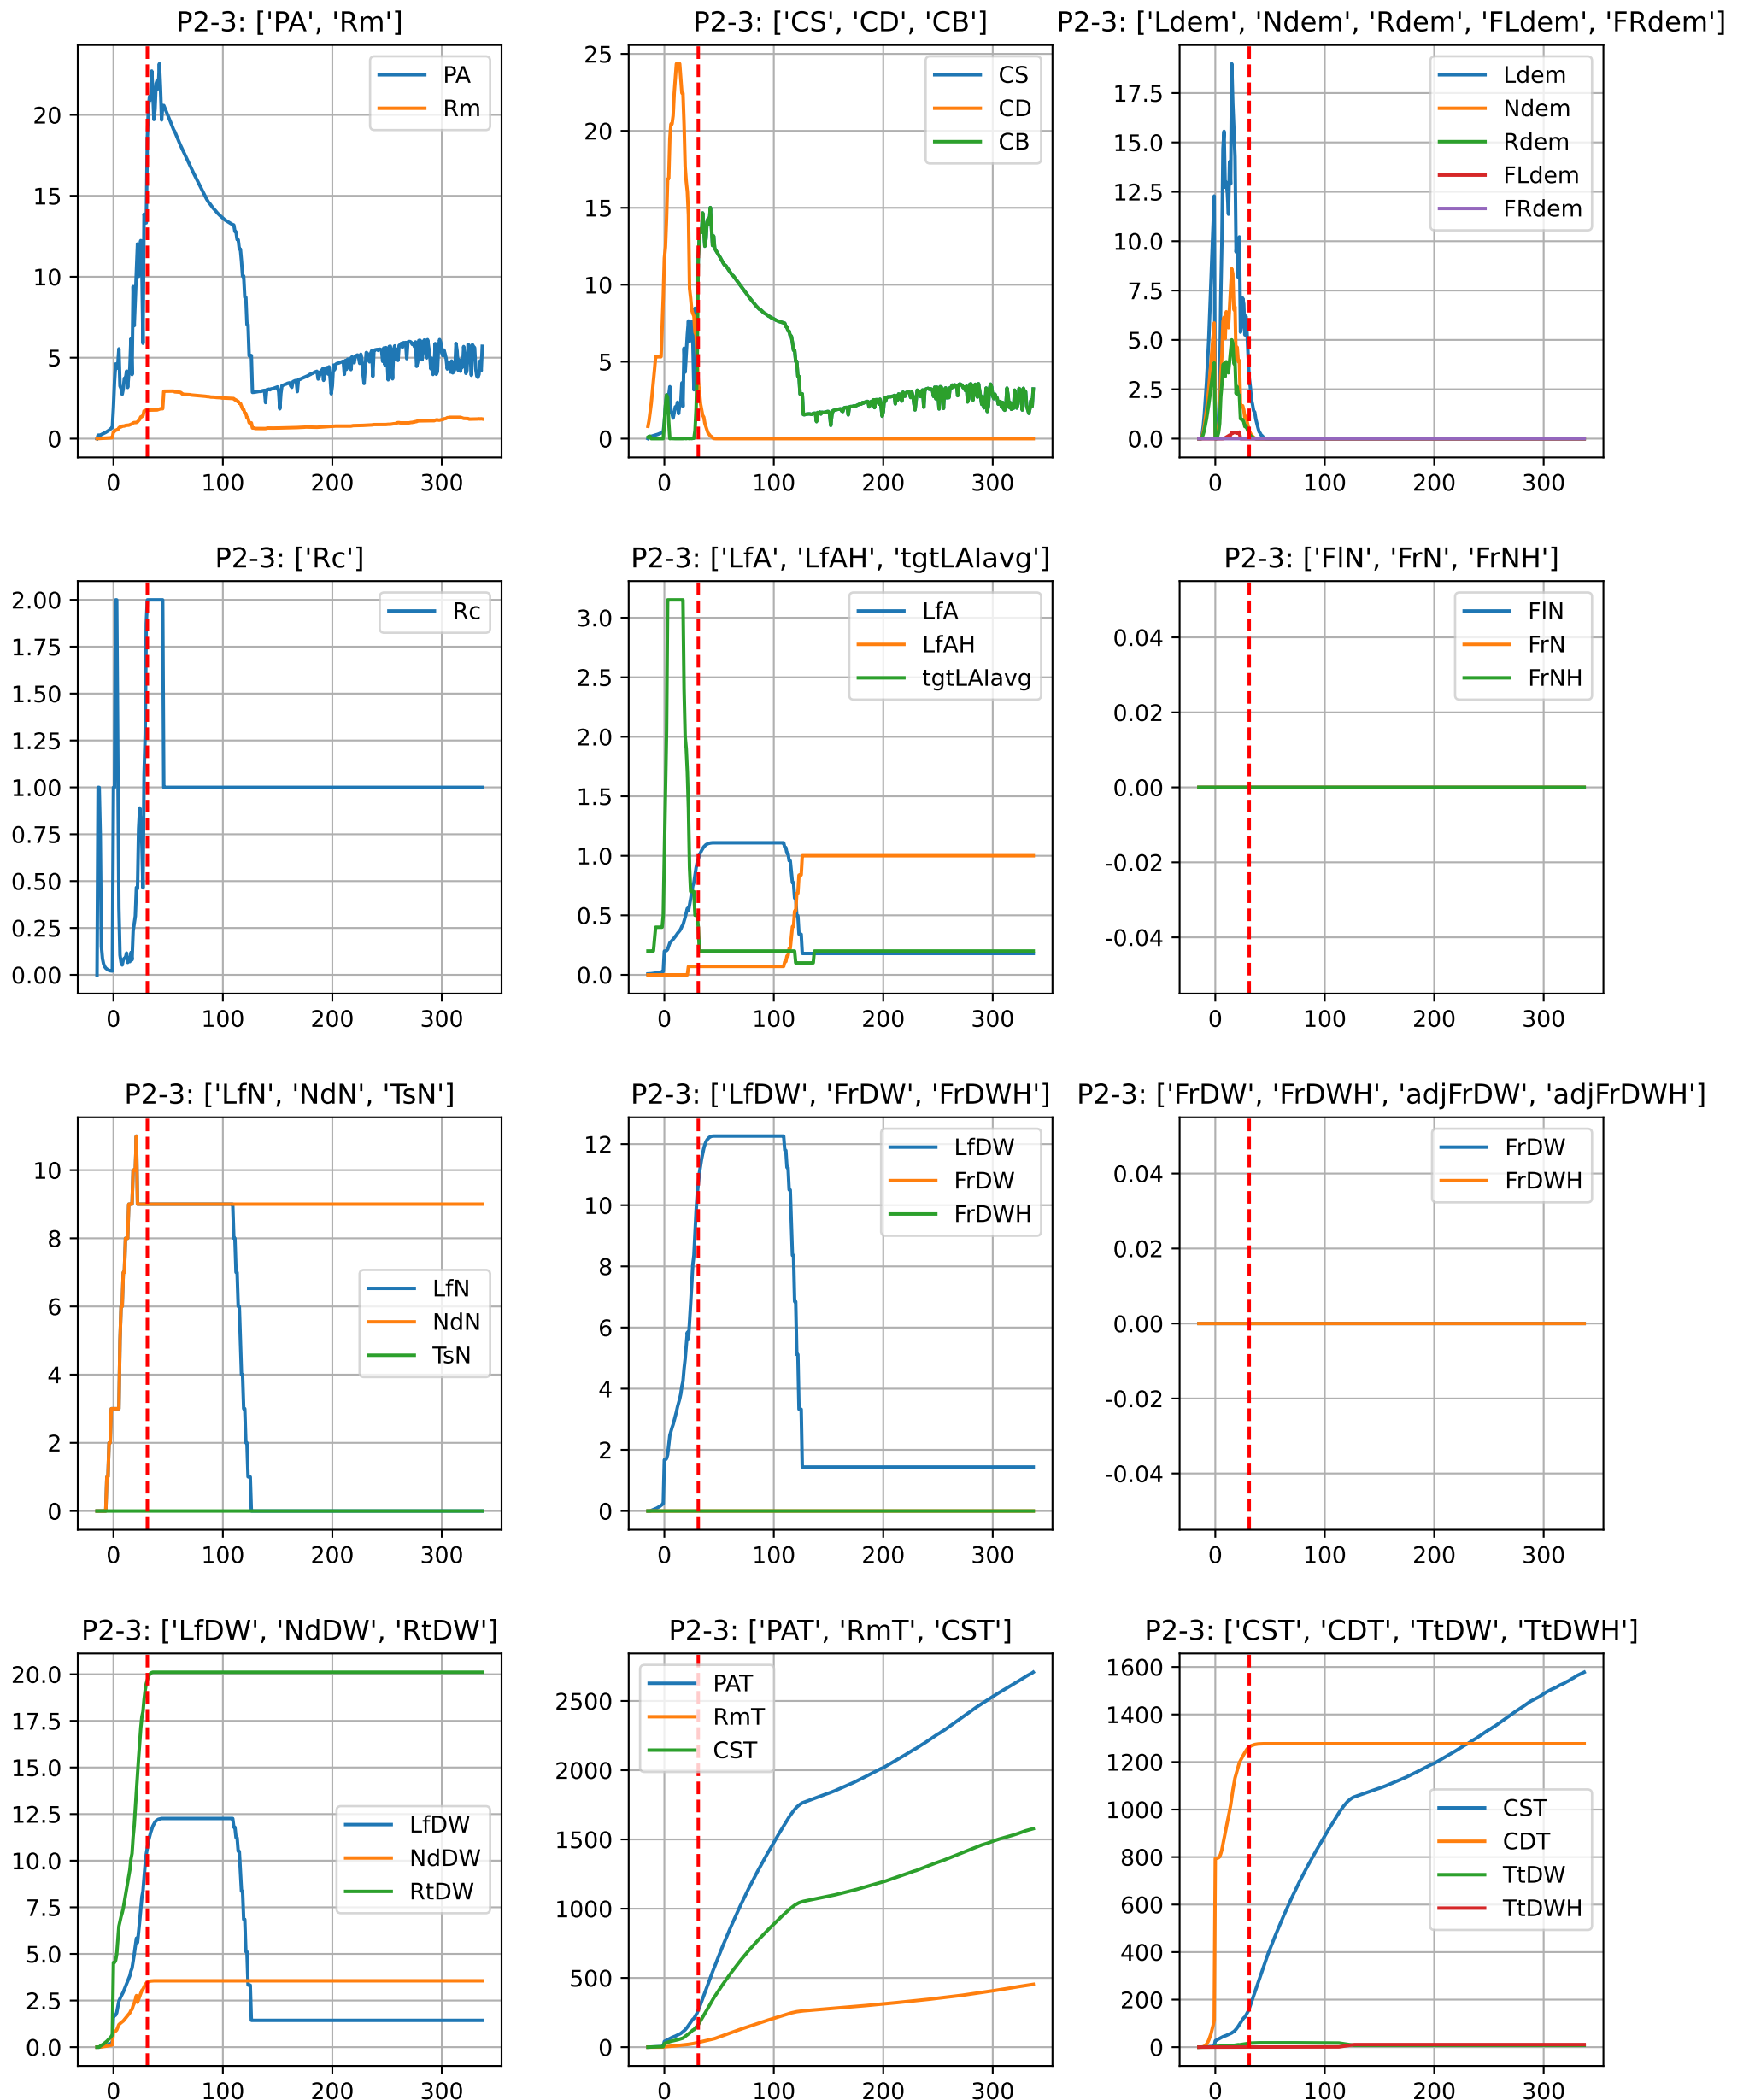 P2-3: ['PA', 'Rm']
PA
Rm
20
15
10
5
0
0 100 200 300
P2-3: ['CS', 'CD', 'CB']
CS
CD
CB
25
20
15
10
5
0
0 100 200 300
P2-3: ['Ldem', 'Ndem', 'Rdem', 'FLdem', 'FRdem']
Ldem
Ndem
Rdem
FLdem
FRdem
17.5
15.0
12.5
10.0
7.5
5.0
2.5
0.0
0 100 200 300
P2-3: ['Rc']
Rc
2.00
1.75
1.50
1.25
1.00
0.75
0.50
0.25
0.00
0 100 200 300
P2-3: ['LfA', 'LfAH', 'tgtLAIavg']
LfA
LfAH
tgtLAIavg
3.0
2.5
2.0
1.5
1.0
0.5
0.0
0 100 200 300
P2-3: ['FlN', 'FrN', 'FrNH']
FlN
FrN
FrNH
0.04
0.02
0.00
-0.02
-0.04
0 100 200 300
P2-3: ['LfN', 'NdN', 'TsN']
LfN
NdN
TsN
10
8
6
4
2
0
0 100 200 300
P2-3: ['LfDW', 'FrDW', 'FrDWH']
LfDW
FrDW
FrDWH
12
10
8
6
4
2
0
0 100 200 300
P2-3: ['FrDW', 'FrDWH', 'adjFrDW', 'adjFrDWH']
FrDW
FrDWH
0.04
0.02
0.00
-0.02
-0.04
0 100 200 300
P2-3: ['LfDW', 'NdDW', 'RtDW']
LfDW
NdDW
RtDW
20.0
17.5
15.0
12.5
10.0
7.5
5.0
2.5
0.0
0 100 200 300
P2-3: ['PAT', 'RmT', 'CST']
PAT
RmT
CST
2500
2000
1500
1000
500
0
0 100 200 300
P2-3: ['CST', 'CDT', 'TtDW', 'TtDWH']
CST
CDT
TtDW
TtDWH
1600
1400
1200
1000
800
600
400
200
0
0 100 200 300